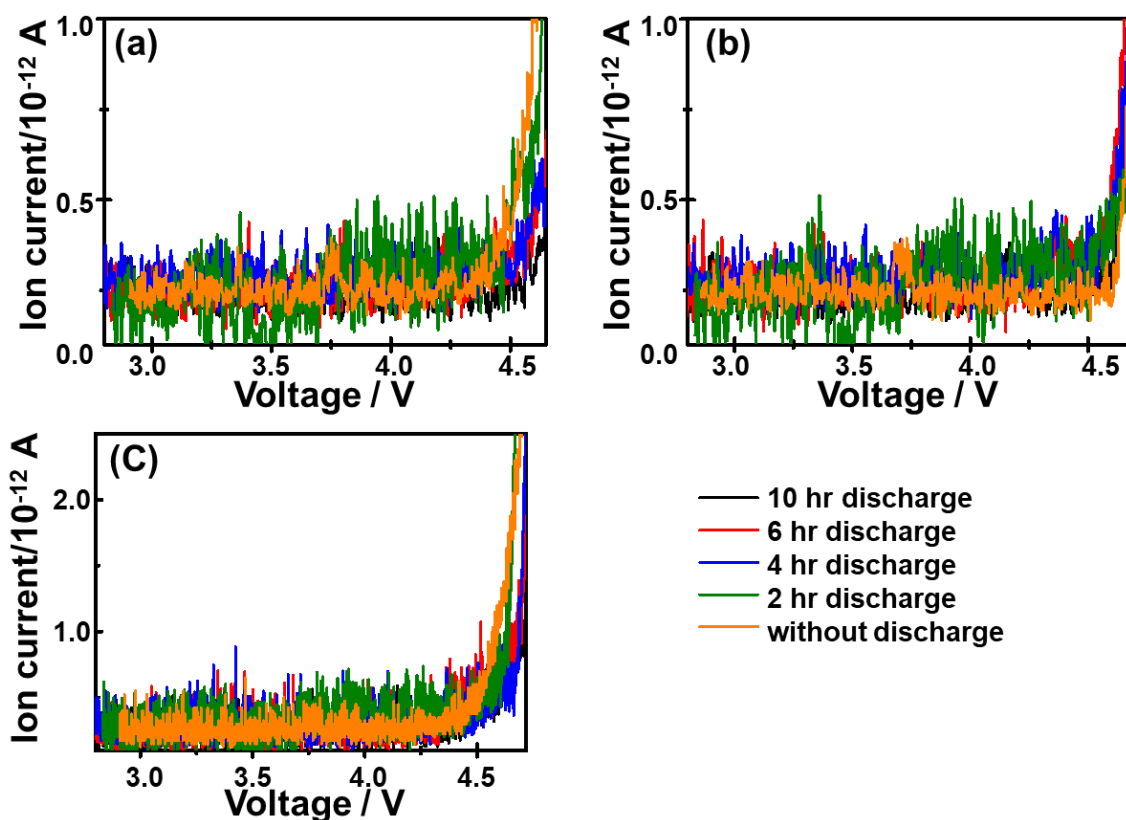 (a)
Ion current/10⁻¹² A
1.0
0.5
0.0
3.0 3.5 4.0 4.5
Voltage / V
(b)
Ion current/10⁻¹² A
1.0
0.5
0.0
3.0 3.5 4.0 4.5
Voltage / V
(C)
Ion current/10⁻¹² A
2.0
1.0
3.0 3.5 4.0 4.5
Voltage / V
10 hr discharge
6 hr discharge
4 hr discharge
2 hr discharge
without discharge